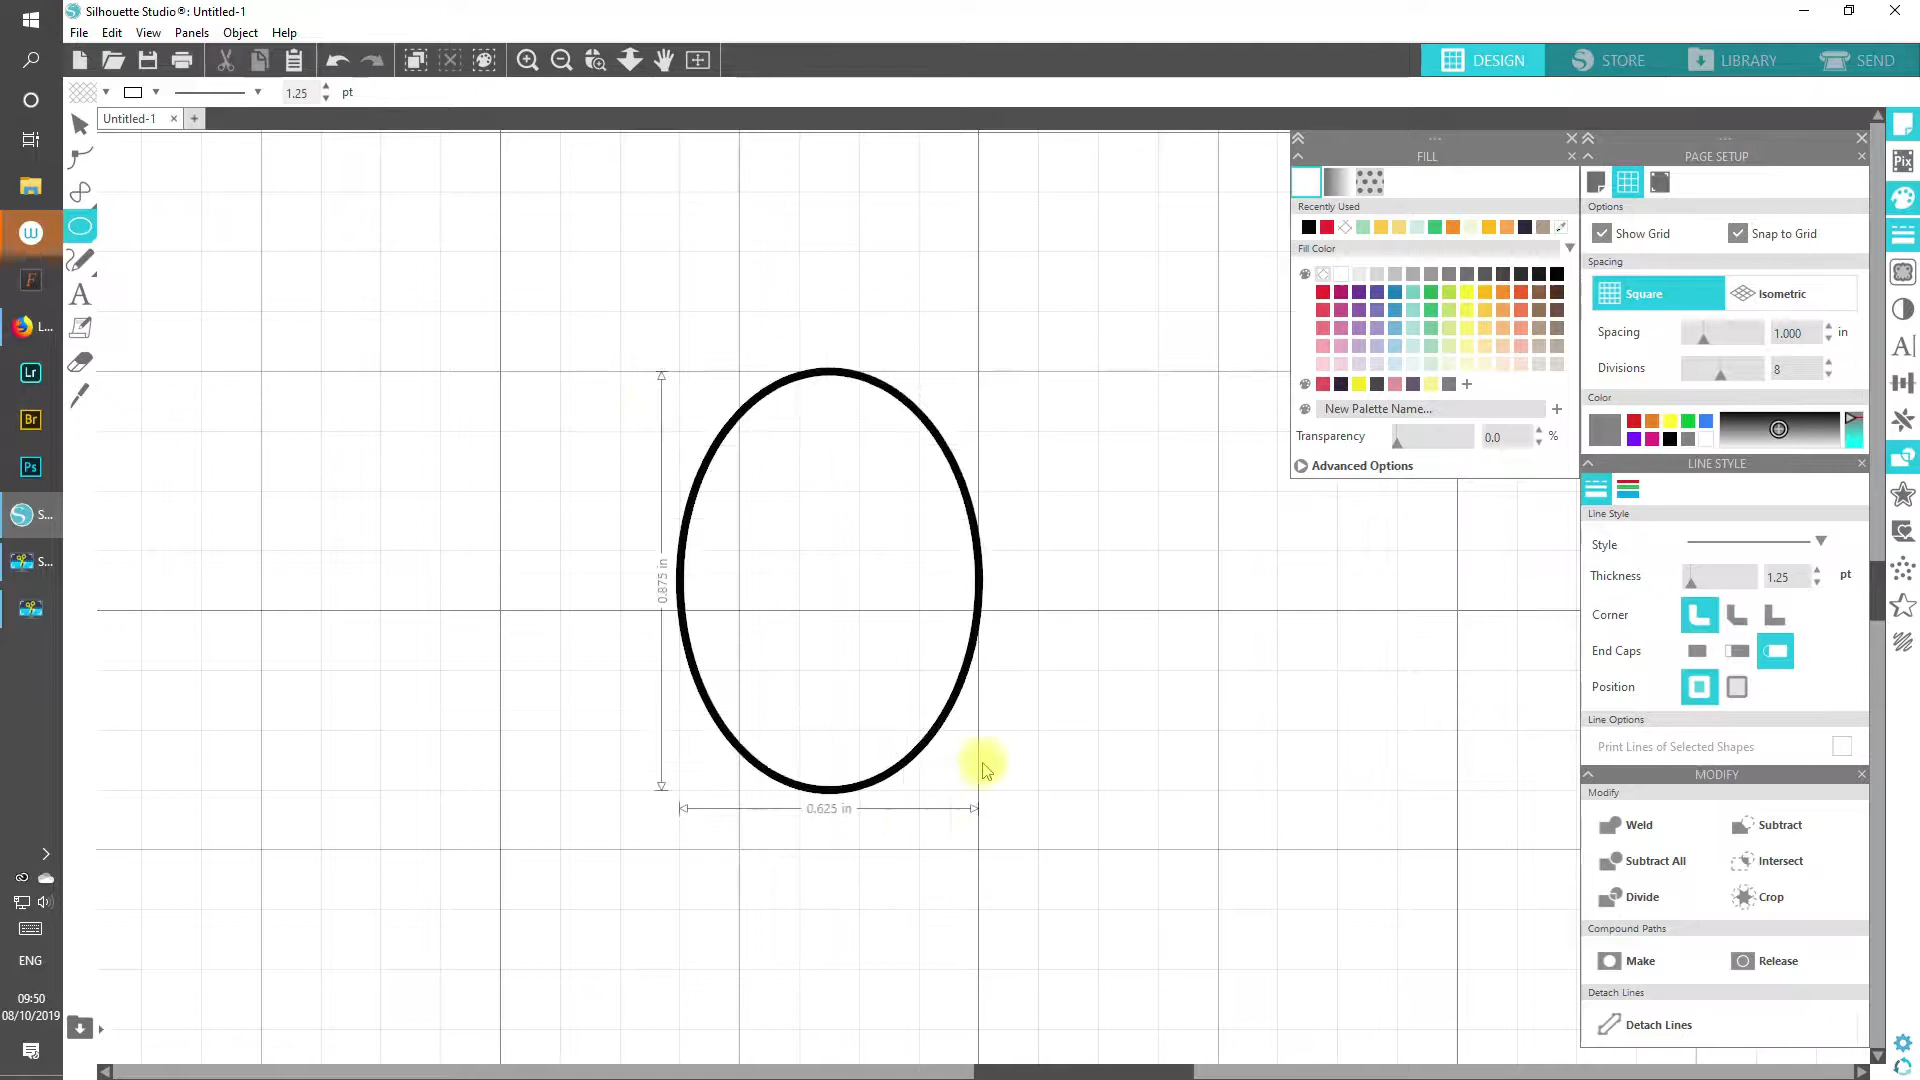 Silhouette Studio®: Untitled-1
File Edit View Panels Object Help
DESIGN STORE LIBRARY SEND
1.25 pt
Untitled-1
FILL
Recently Used
Fill Color
New Palette Name...
Transparency 0.0 %
Advanced Options
PAGE SETUP
Options
Show Grid Snap to Grid
Spacing
Square Isometric
Spacing 1.000 in
Divisions 8
Color
LINE STYLE
Line Style
Style
Thickness 1.25 pt
Corner
End Caps
Position
Line Options
Print Lines of Selected Shapes
MODIFY
Modify
Weld Subtract
Subtract All Intersect
Divide Crop
Compound Paths
Make Release
Detach Lines
Detach Lines
Pix
0.875 in
0.625 in
L...
Lr
Br
Ps
S...
S...
ENG
09:50
08/10/2019